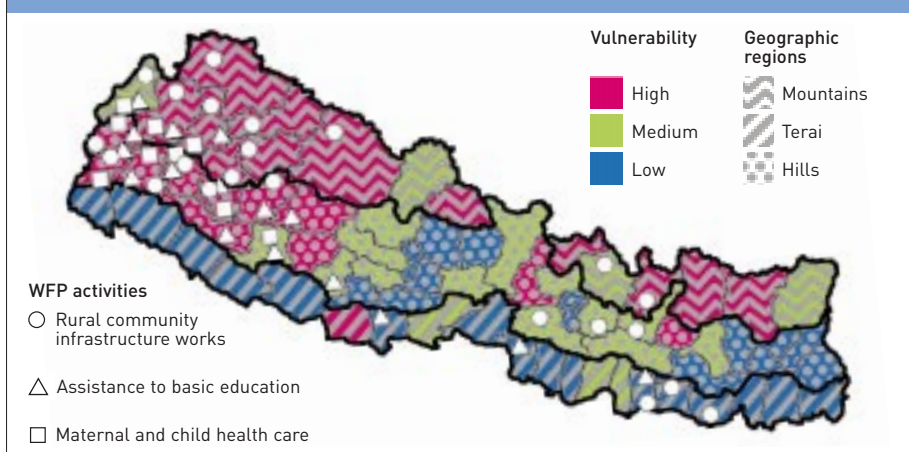 Vulnerability
High
Medium
Low
Geographic
regions
Mountains
Terai
Hills
WFP activities
Rural community
infrastructure works
Assistance to basic education
Maternal and child health care